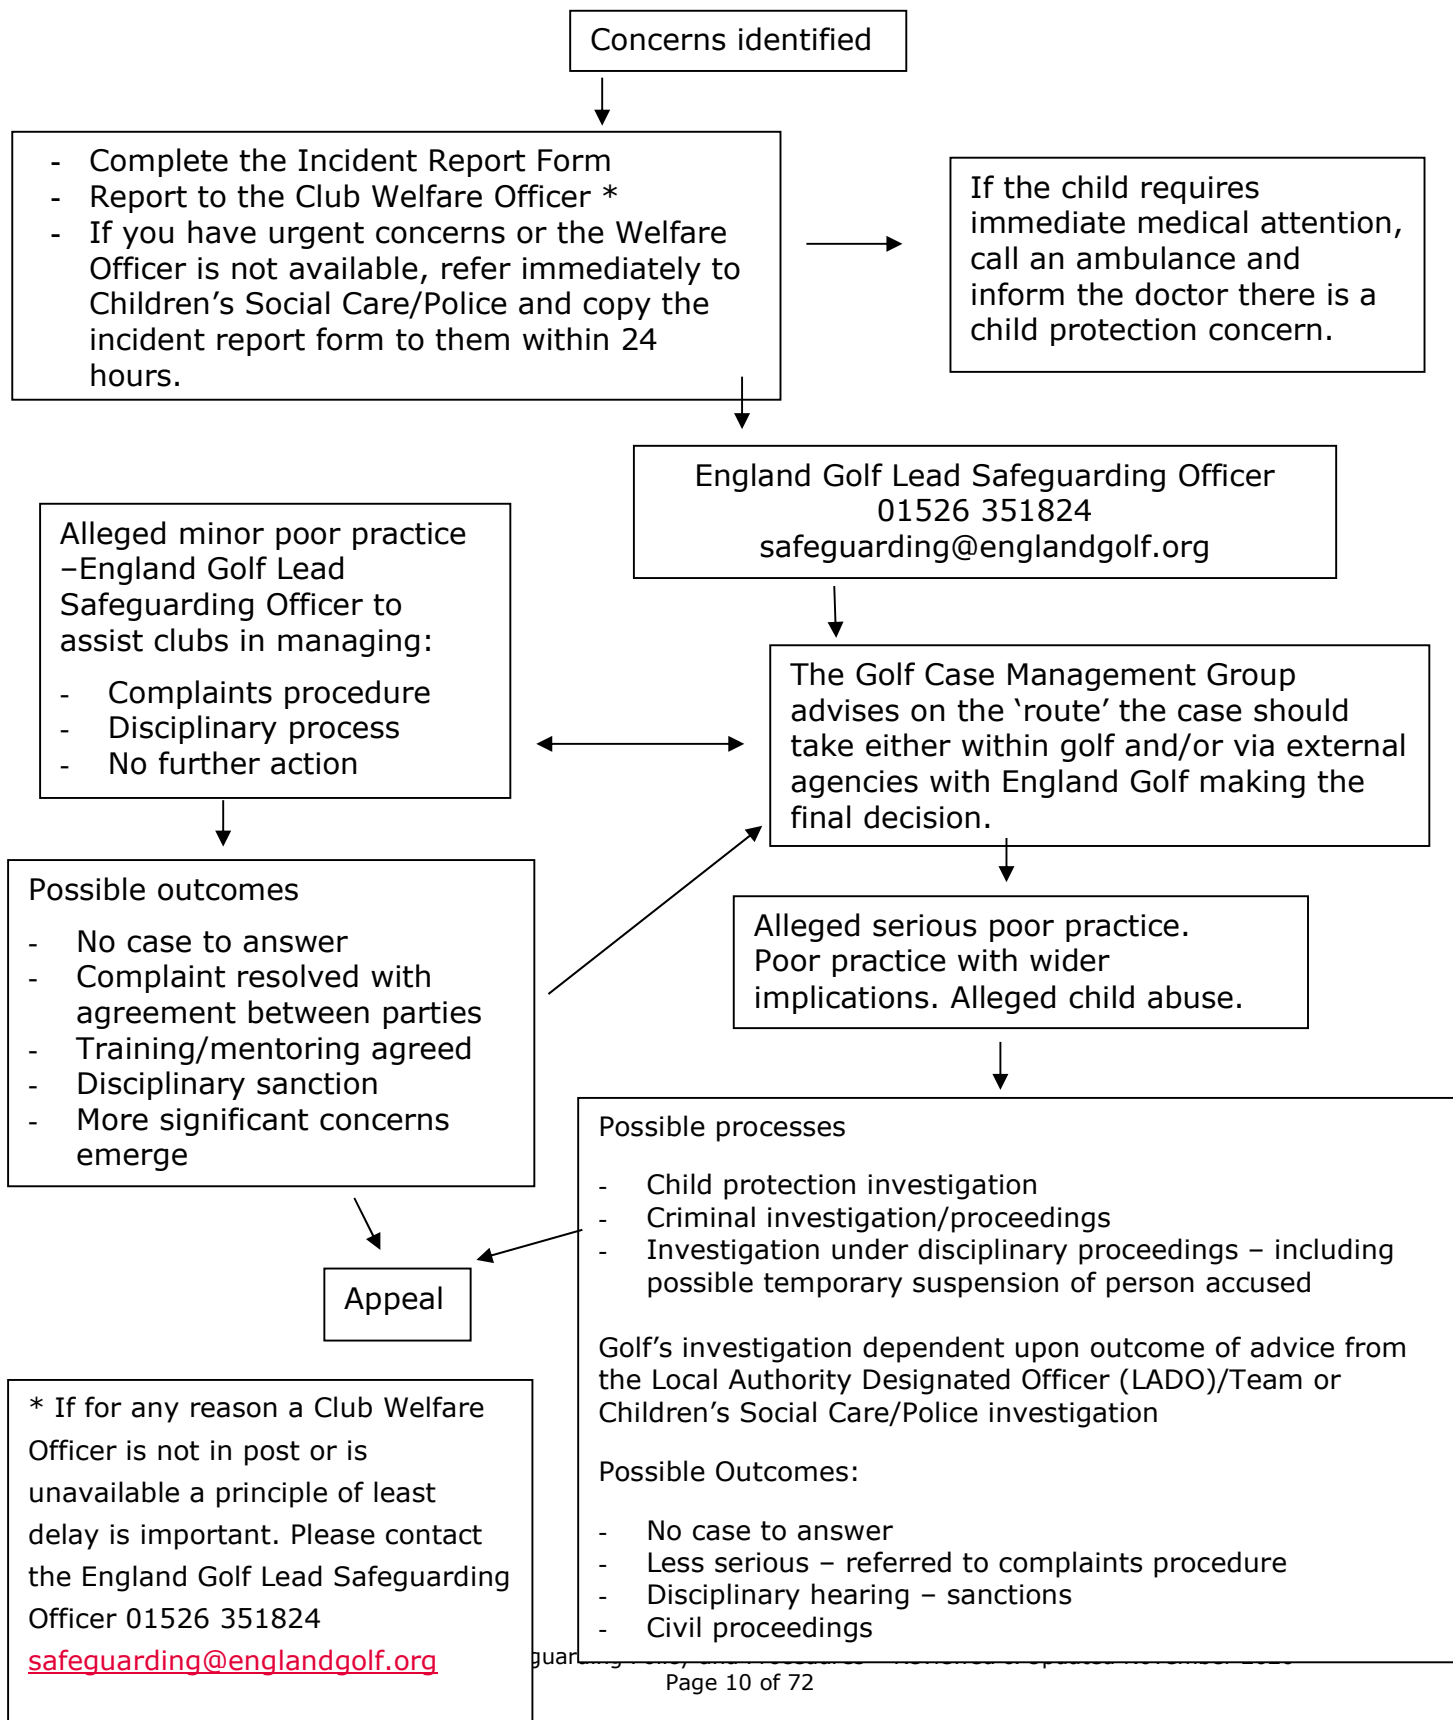 Concerns identified
- Complete the Incident Report Form
- Report to the Club Welfare Officer *
- If you have urgent concerns or the Welfare
Officer is not available, refer immediately to
Children’s Social Care/Police and copy the
incident report form to them within 24
hours.
If the child requires
immediate medical attention,
call an ambulance and
inform the doctor there is a
child protection concern.
England Golf Lead Safeguarding Officer
01526 351824
safeguarding@englandgolf.org
Alleged minor poor practice
–England Golf Lead
Safeguarding Officer to
assist clubs in managing:
- Complaints procedure
- Disciplinary process
- No further action
The Golf Case Management Group
advises on the ‘route’ the case should
take either within golf and/or via external
agencies with England Golf making the
final decision.
Possible outcomes
- No case to answer
- Complaint resolved with
agreement between parties
- Training/mentoring agreed
- Disciplinary sanction
- More significant concerns
emerge
Alleged serious poor practice.
Poor practice with wider
implications. Alleged child abuse.
Possible processes
- Child protection investigation
- Criminal investigation/proceedings
- Investigation under disciplinary proceedings – including
possible temporary suspension of person accused
Golf’s investigation dependent upon outcome of advice from
the Local Authority Designated Officer (LADO)/Team or
Children’s Social Care/Police investigation
Possible Outcomes:
- No case to answer
- Less serious – referred to complaints procedure
- Disciplinary hearing – sanctions
- Civil proceedings
Appeal
* If for any reason a Club Welfare
Officer is not in post or is
unavailable a principle of least
delay is important. Please contact
the England Golf Lead Safeguarding
Officer 01526 351824
safeguarding@englandgolf.org
Page 10 of 72